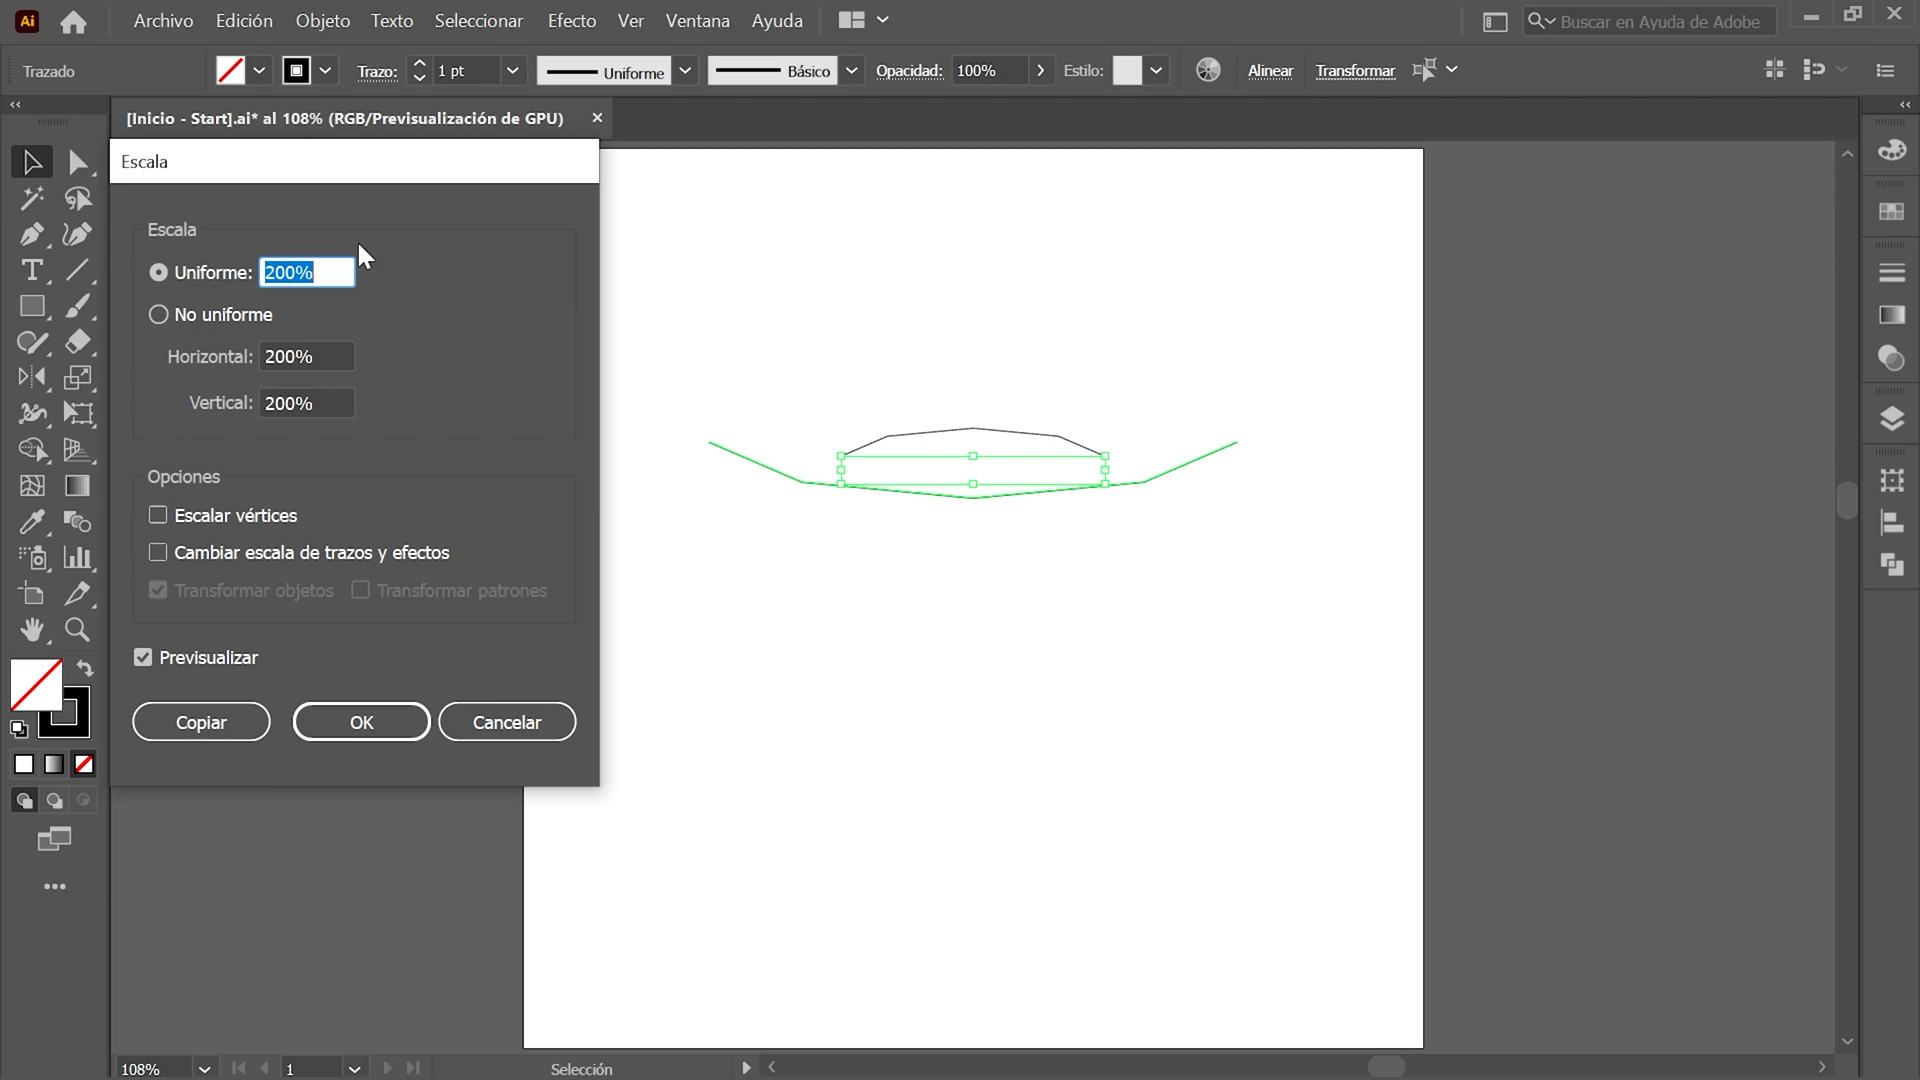 Ai Archivo Edición Objeto Texto Seleccionar Efecto Ver Ventana Ayuda Buscar en Ayuda de Adobe
Trazado Trazo: 1 pt Uniforme Básico Opacidad: 100% Estilo: Alinear Transformar
[Inicio - Start].ai* al 108% (RGB/Previsualización de GPU)
Escala
Escala
Uniforme: 200%
No uniforme
Horizontal: 200%
Vertical: 200%
Opciones
Escalar vértices
Cambiar escala de trazos y efectos
Transformar objetos Transformar patrones
Previsualizar
Copiar OK Cancelar
108% 1 Selección